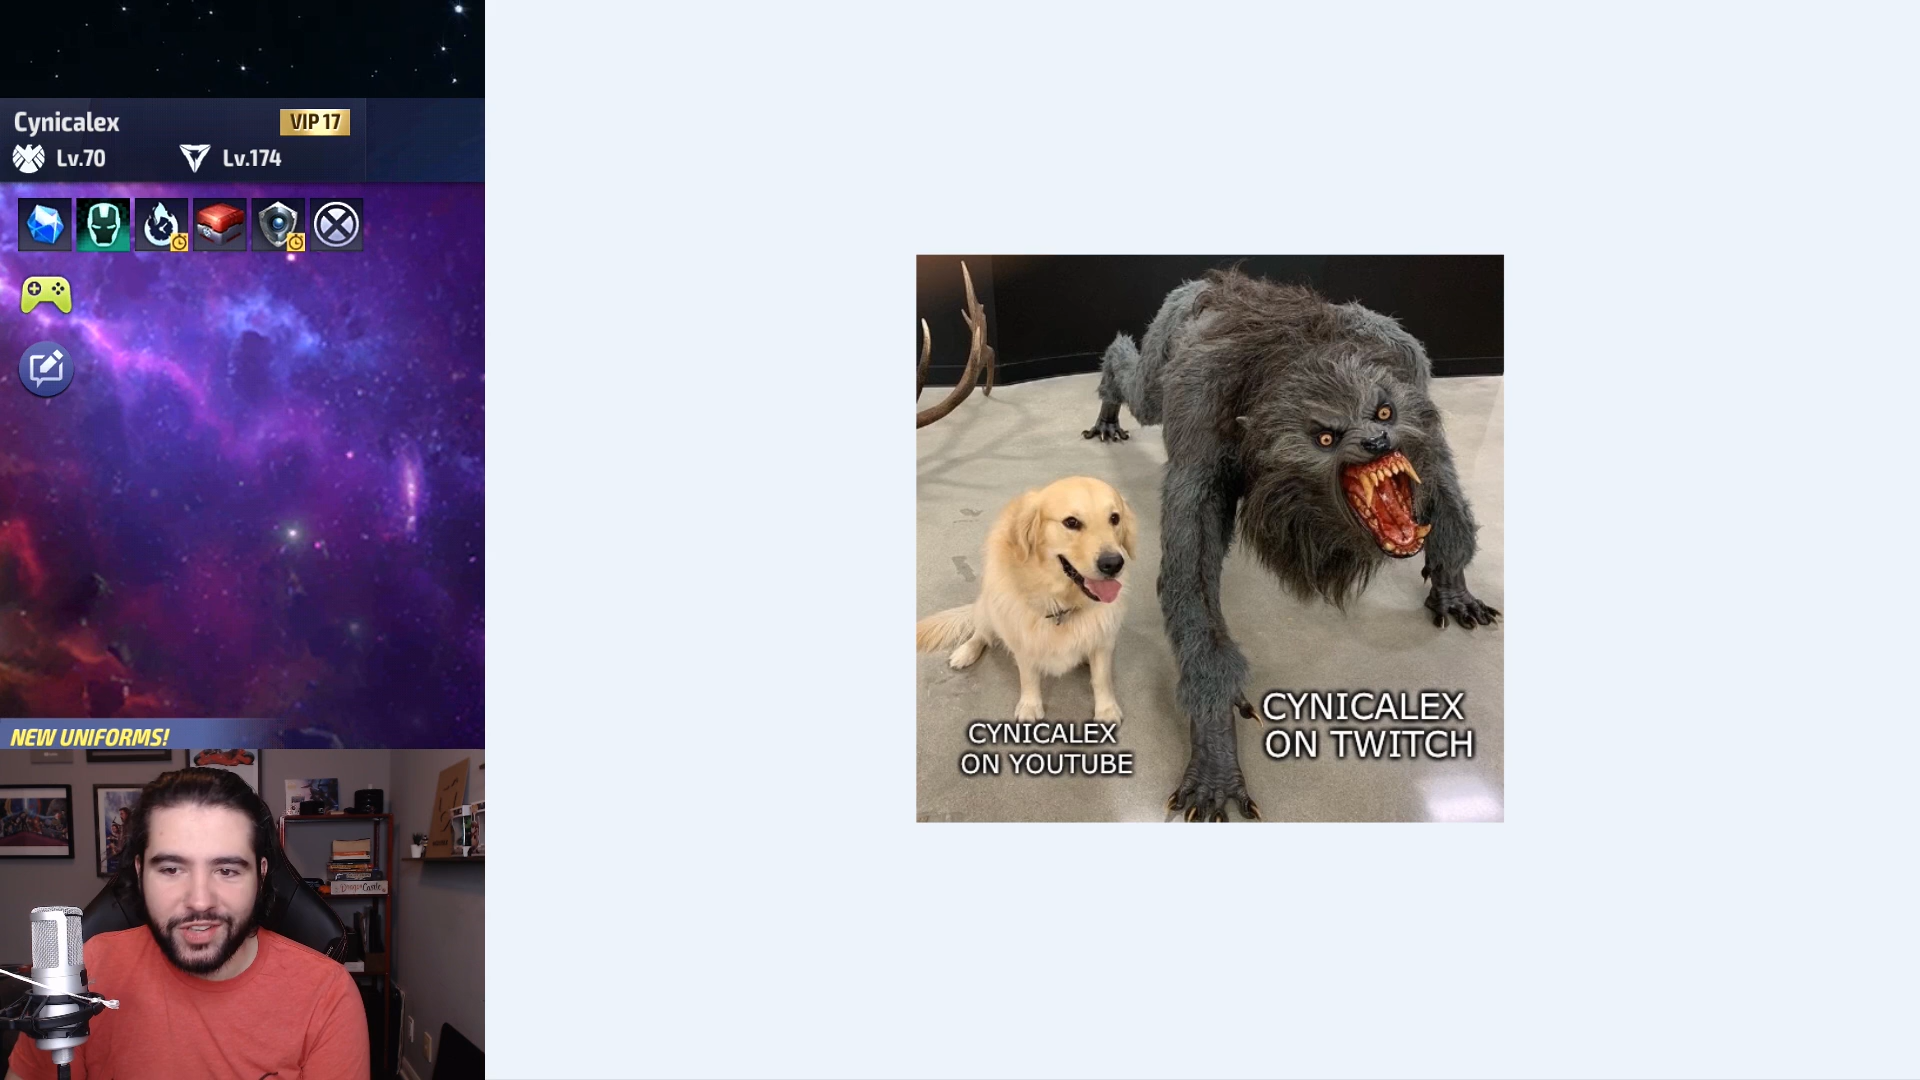 Cynicalex
VIP 17
Lv.70
Lv.174
NEW UNIFORMS!
CYNICALEX
ON YOUTUBE
CYNICALEX
ON TWITCH